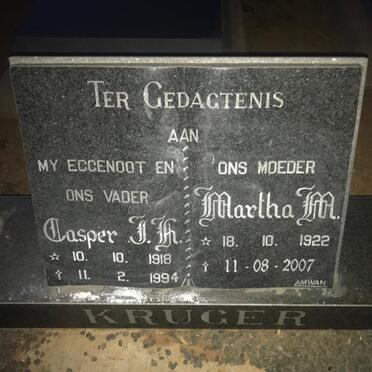 TER GEDAGTENIS
AAN
MY EGGENOOT EN
ONS VADER
Casper J.H.
☆ 10. 10. 1918
✝ 11. 2. 1994
ONS MOEDER
Martha M.
☆ 18. 10. 1922
✝ 11-08-2007
AMWAN
KRUGER